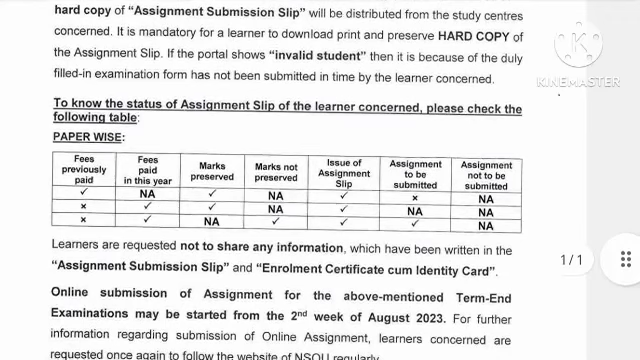 hard copy of “Assignment Submission Slip” will be distributed from the study centres
concerned. It is mandatory for a learner to download print and preserve HARD COPY of
the Assignment Slip. If the portal shows “invalid student” then it is because of the duly
filled-in examination form has not been submitted in time by the learner concerned.
KINEMASTER
To know the status of Assignment Slip of the learner concerned, please check the
following table:
PAPER WISE:
Fees previously paid | Fees paid in this year | Marks preserved | Marks not preserved | Issue of Assignment Slip | Assignment to be submitted | Assignment not to be submitted
✓ | NA | ✓ | NA | ✓ | × | NA
× | ✓ | ✓ | NA | ✓ | NA | NA
× | ✓ | NA | ✓ | ✓ | ✓ | NA
Learners are requested not to share any information, which have been written in the
“Assignment Submission Slip” and “Enrolment Certificate cum Identity Card”.
1/1
Online submission of Assignment for the above-mentioned Term-End
Examinations may be started from the 2nd week of August 2023. For further
information regarding submission of Online Assignment, learners concerned are
requested once again to follow the website of NSOU regularly.